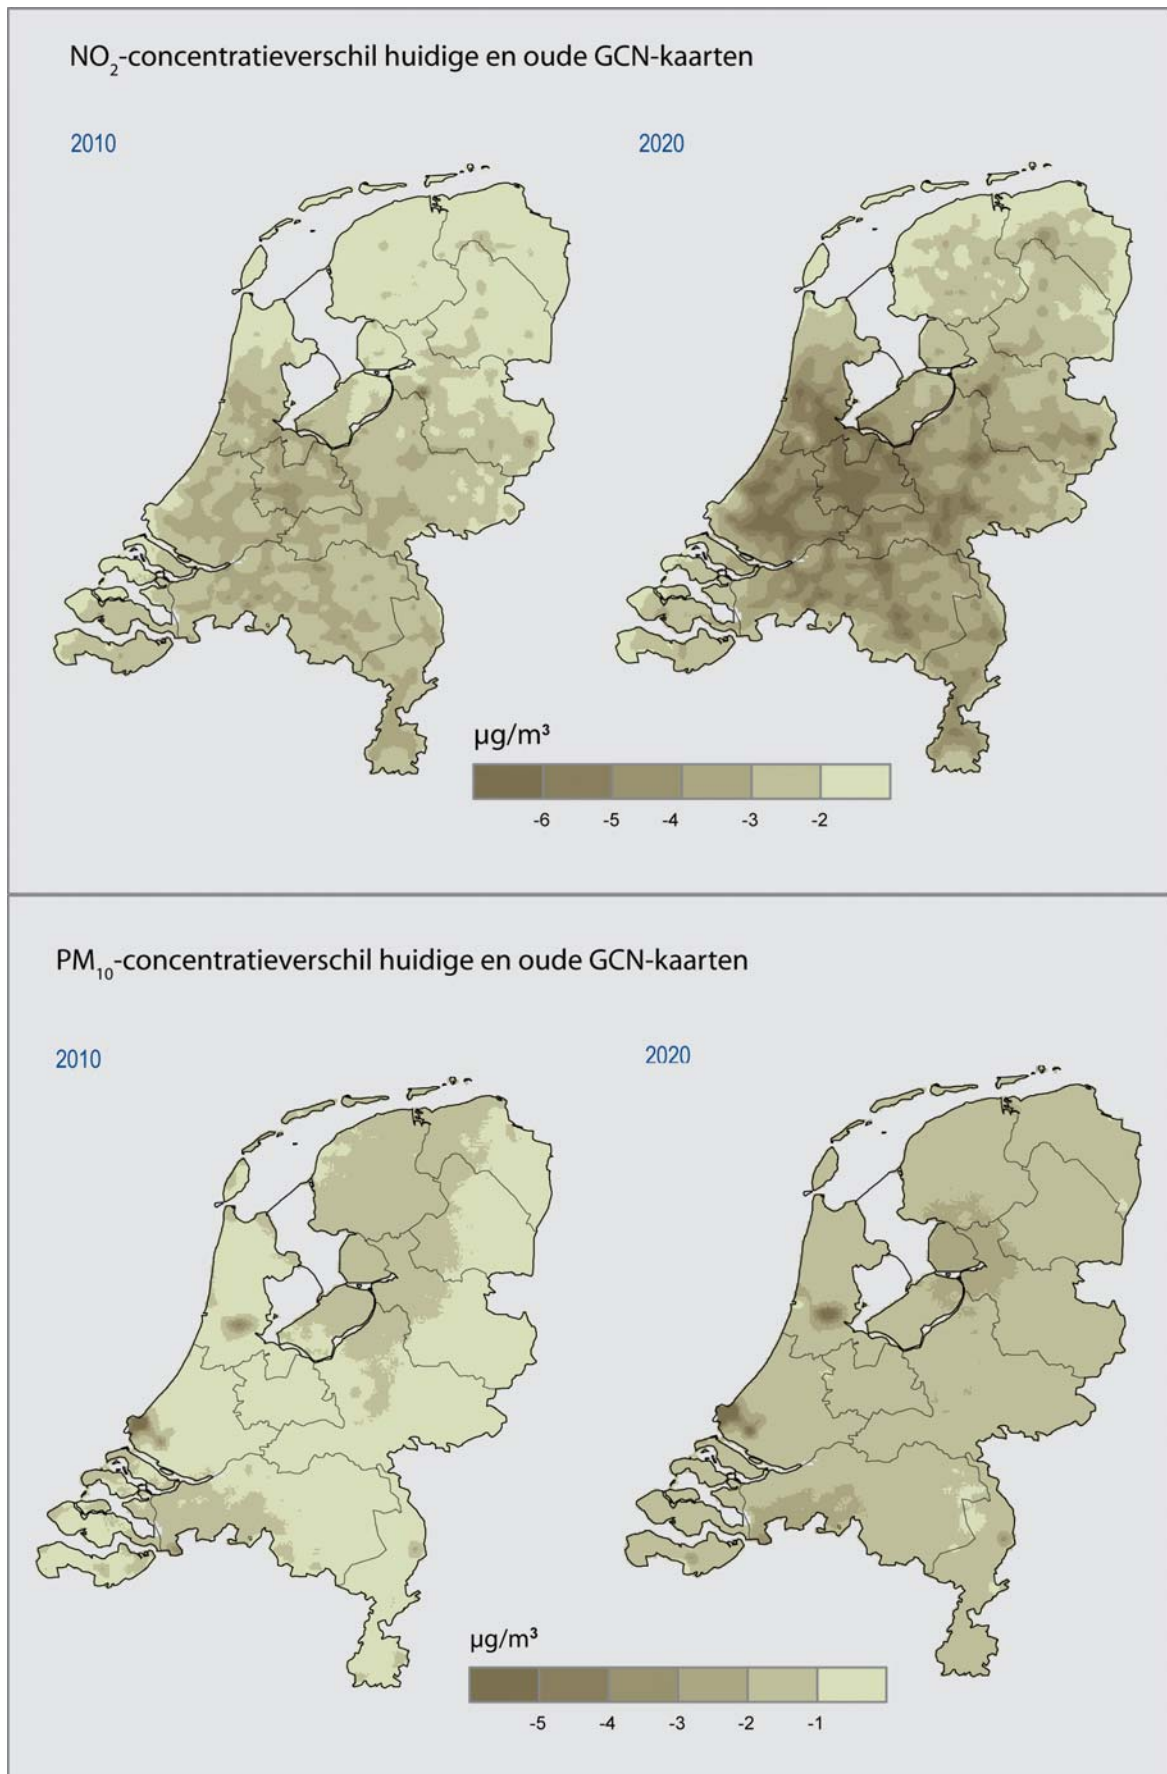 NO₂-concentratieverschil huidige en oude GCN-kaarten
2010
2020
µg/m³
-6 -5 -4 -3 -2
PM₁₀-concentratieverschil huidige en oude GCN-kaarten
2010
2020
µg/m³
-5 -4 -3 -2 -1